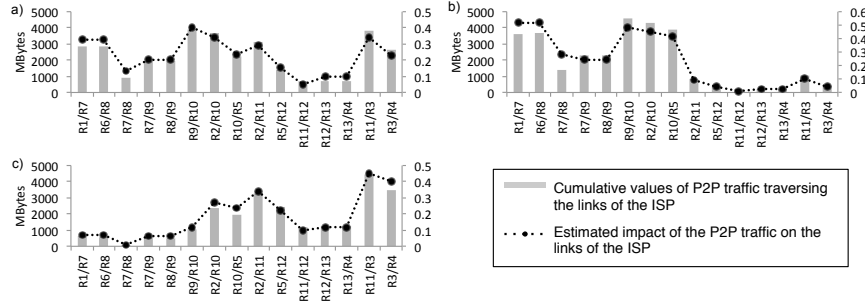 a)
MBytes
5000
4000
3000
2000
1000
0
0.5
0.4
0.3
0.2
0.1
0
R1/R7
R6/R8
R7/R8
R7/R9
R8/R9
R9/R10
R2/R10
R10/R5
R2/R11
R5/R12
R11/R12
R12/R13
R13/R4
R11/R3
R3/R4
b)
MBytes
5000
4000
3000
2000
1000
0
0.6
0.5
0.4
0.3
0.2
0.1
0
R1/R7
R6/R8
R7/R8
R7/R9
R8/R9
R9/R10
R2/R10
R10/R5
R2/R11
R5/R12
R11/R12
R12/R13
R13/R4
R11/R3
R3/R4
c)
MBytes
5000
4000
3000
2000
1000
0
0.5
0.4
0.3
0.2
0.1
0
R1/R7
R6/R8
R7/R8
R7/R9
R8/R9
R9/R10
R2/R10
R10/R5
R2/R11
R5/R12
R11/R12
R12/R13
R13/R4
R11/R3
R3/R4
Cumulative values of P2P traffic traversing
the links of the ISP
Estimated impact of the P2P traffic on the
links of the ISP